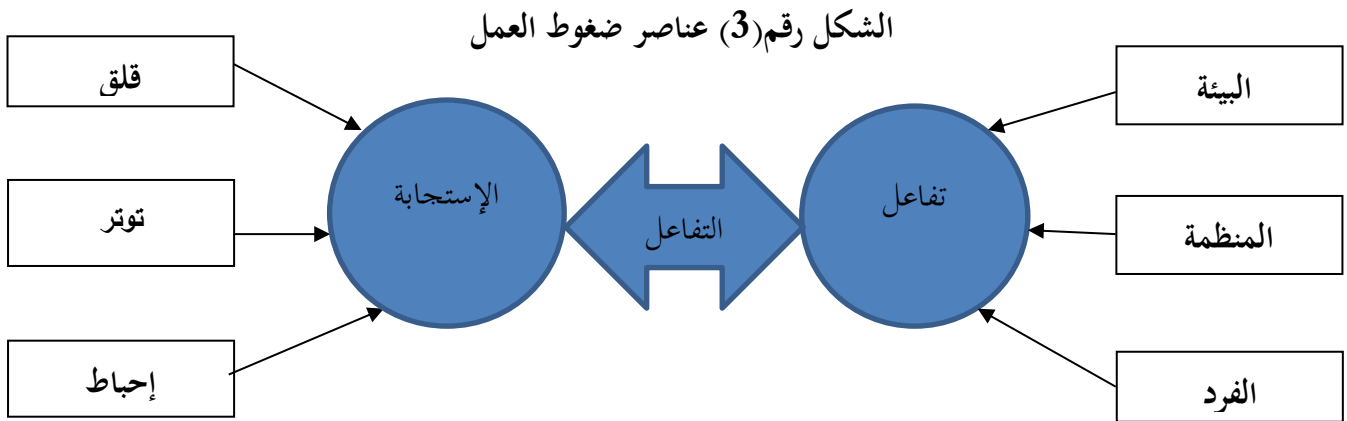 الشكل رقم(3) عناصر ضغوط العمل
البيئة
المنظمة
الفرد
تفاعل
التفاعل
الإستجابة
قلق
توتر
إحباط